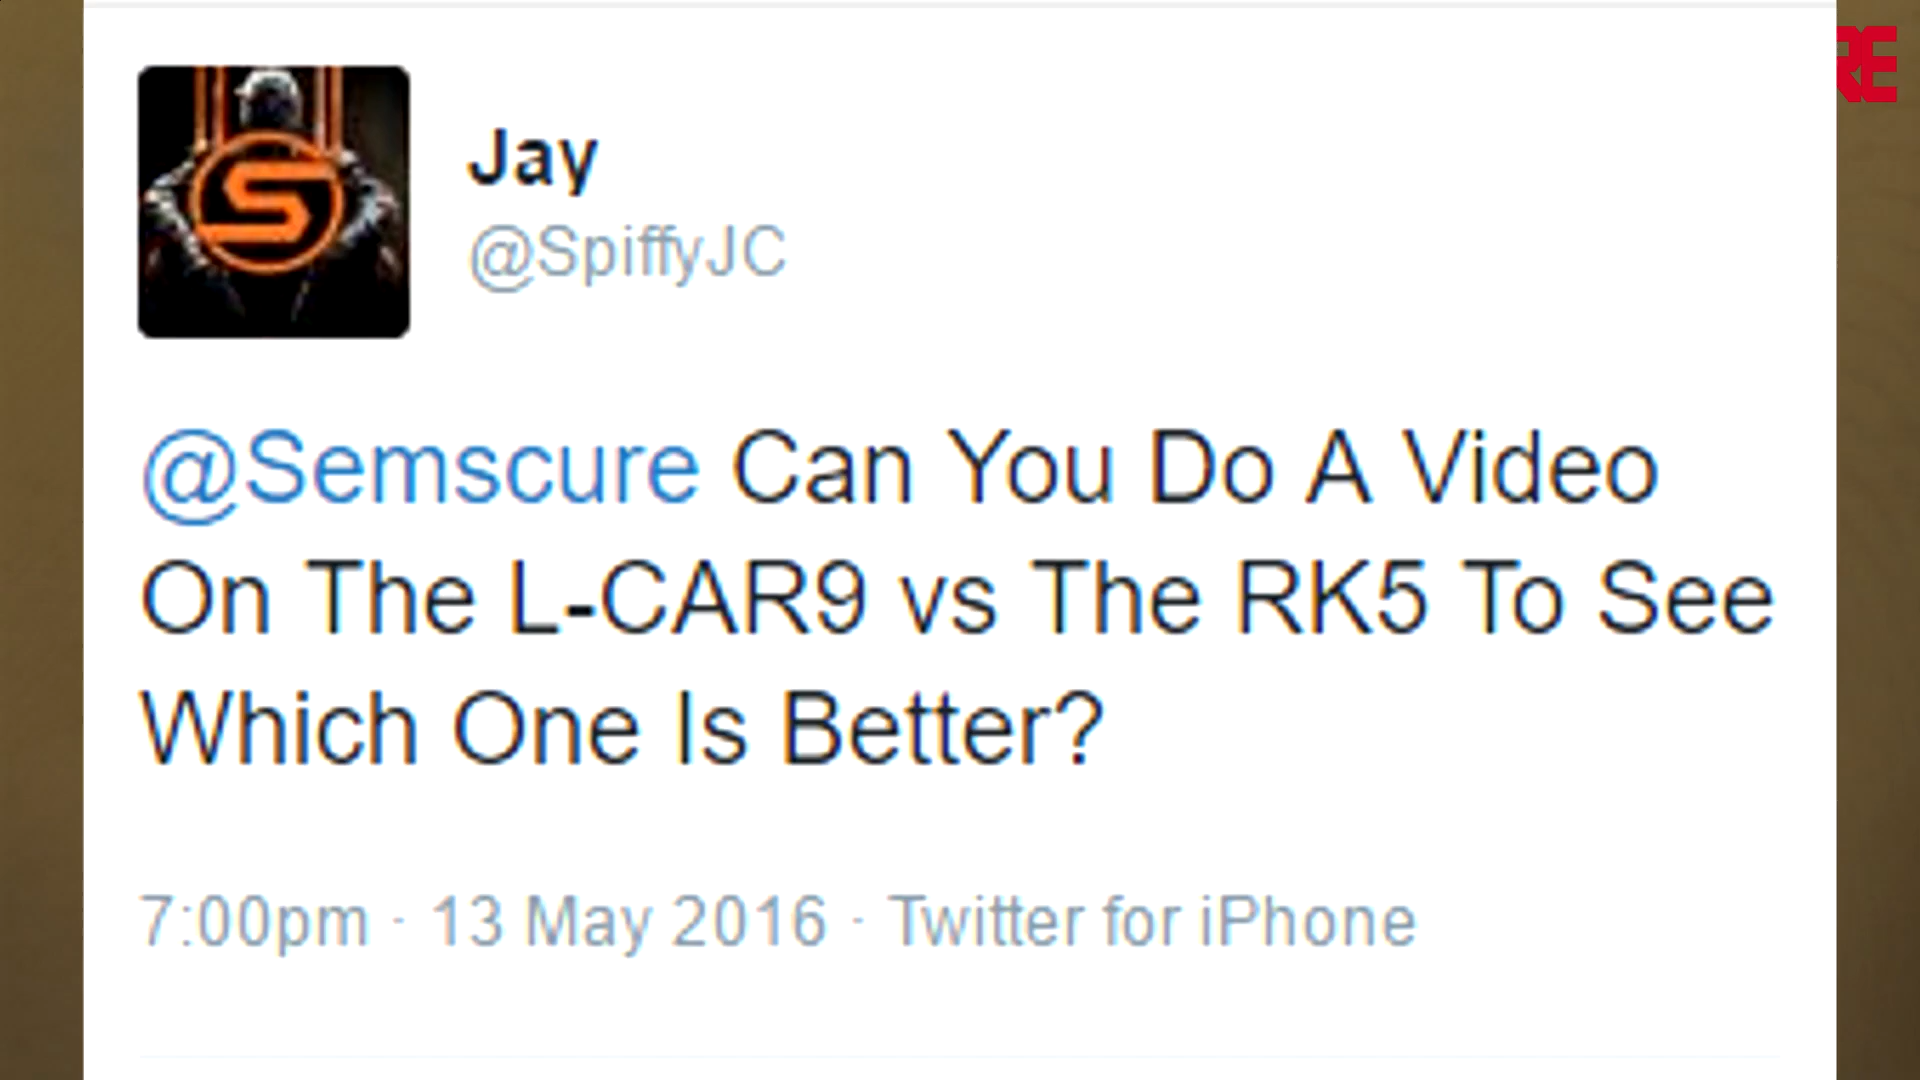 RE
Jay
@SpiffyJC
@Semscure Can You Do A Video
On The L-CAR9 vs The RK5 To See
Which One Is Better?
7:00pm · 13 May 2016 · Twitter for iPhone